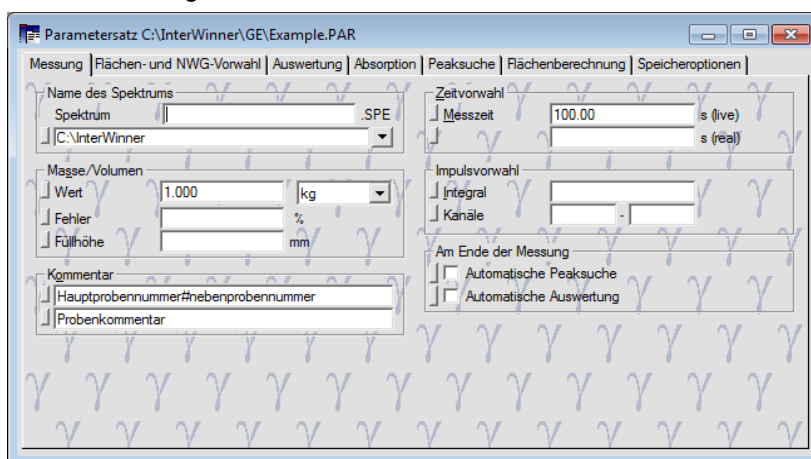 Parametersatz C:\InterWinner\GE\Example.PAR
Messung Flächen- und NWG-Vorwahl Auswertung Absorption Peaksuche Flächenberechnung Speicheroptionen
Name des Spektrums
Spektrum .SPE
C:\InterWinner
Masse/Volumen
Wert 1.000 kg
Fehler %
Füllhöhe mm
Kommentar
Hauptprobennummer#nebenprobennummer
Probenkommentar
Zeitvorwahl
Messzeit 100.00 s (live)
s (real)
Impulsvorwahl
Integral
Kanäle -
Am Ende der Messung
Automatische Peaksuche
Automatische Auswertung